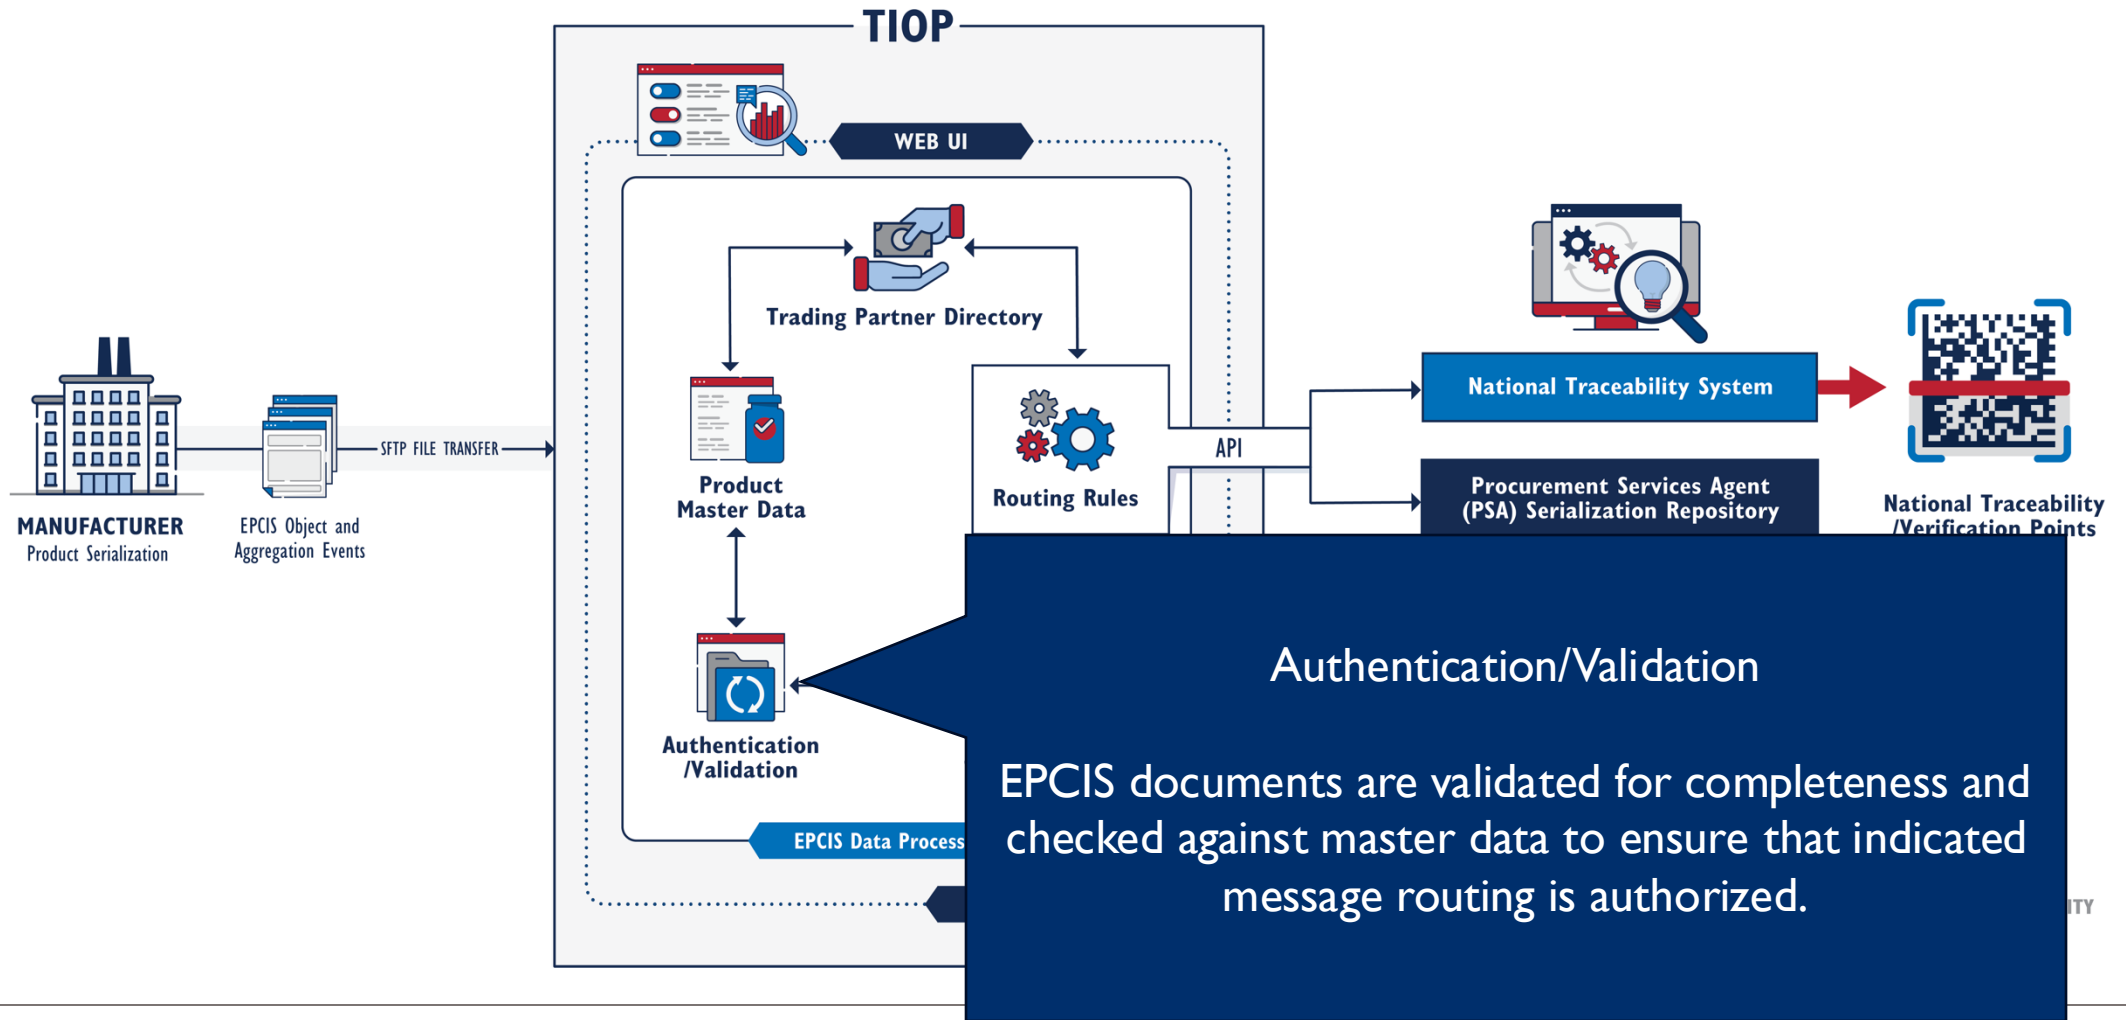 TIOP
WEB UI
Trading Partner Directory
Product
Master Data
Routing Rules
Authentication
/Validation
SFTP FILE TRANSFER
MANUFACTURER
Product Serialization
EPCIS Object and
Aggregation Events
API
National Traceability System
Procurement Services Agent
(PSA) Serialization Repository
National Traceability
/Verification Points
EPCIS Data Process
Authentication/Validation
EPCIS documents are validated for completeness and
checked against master data to ensure that indicated
message routing is authorized.
ITY